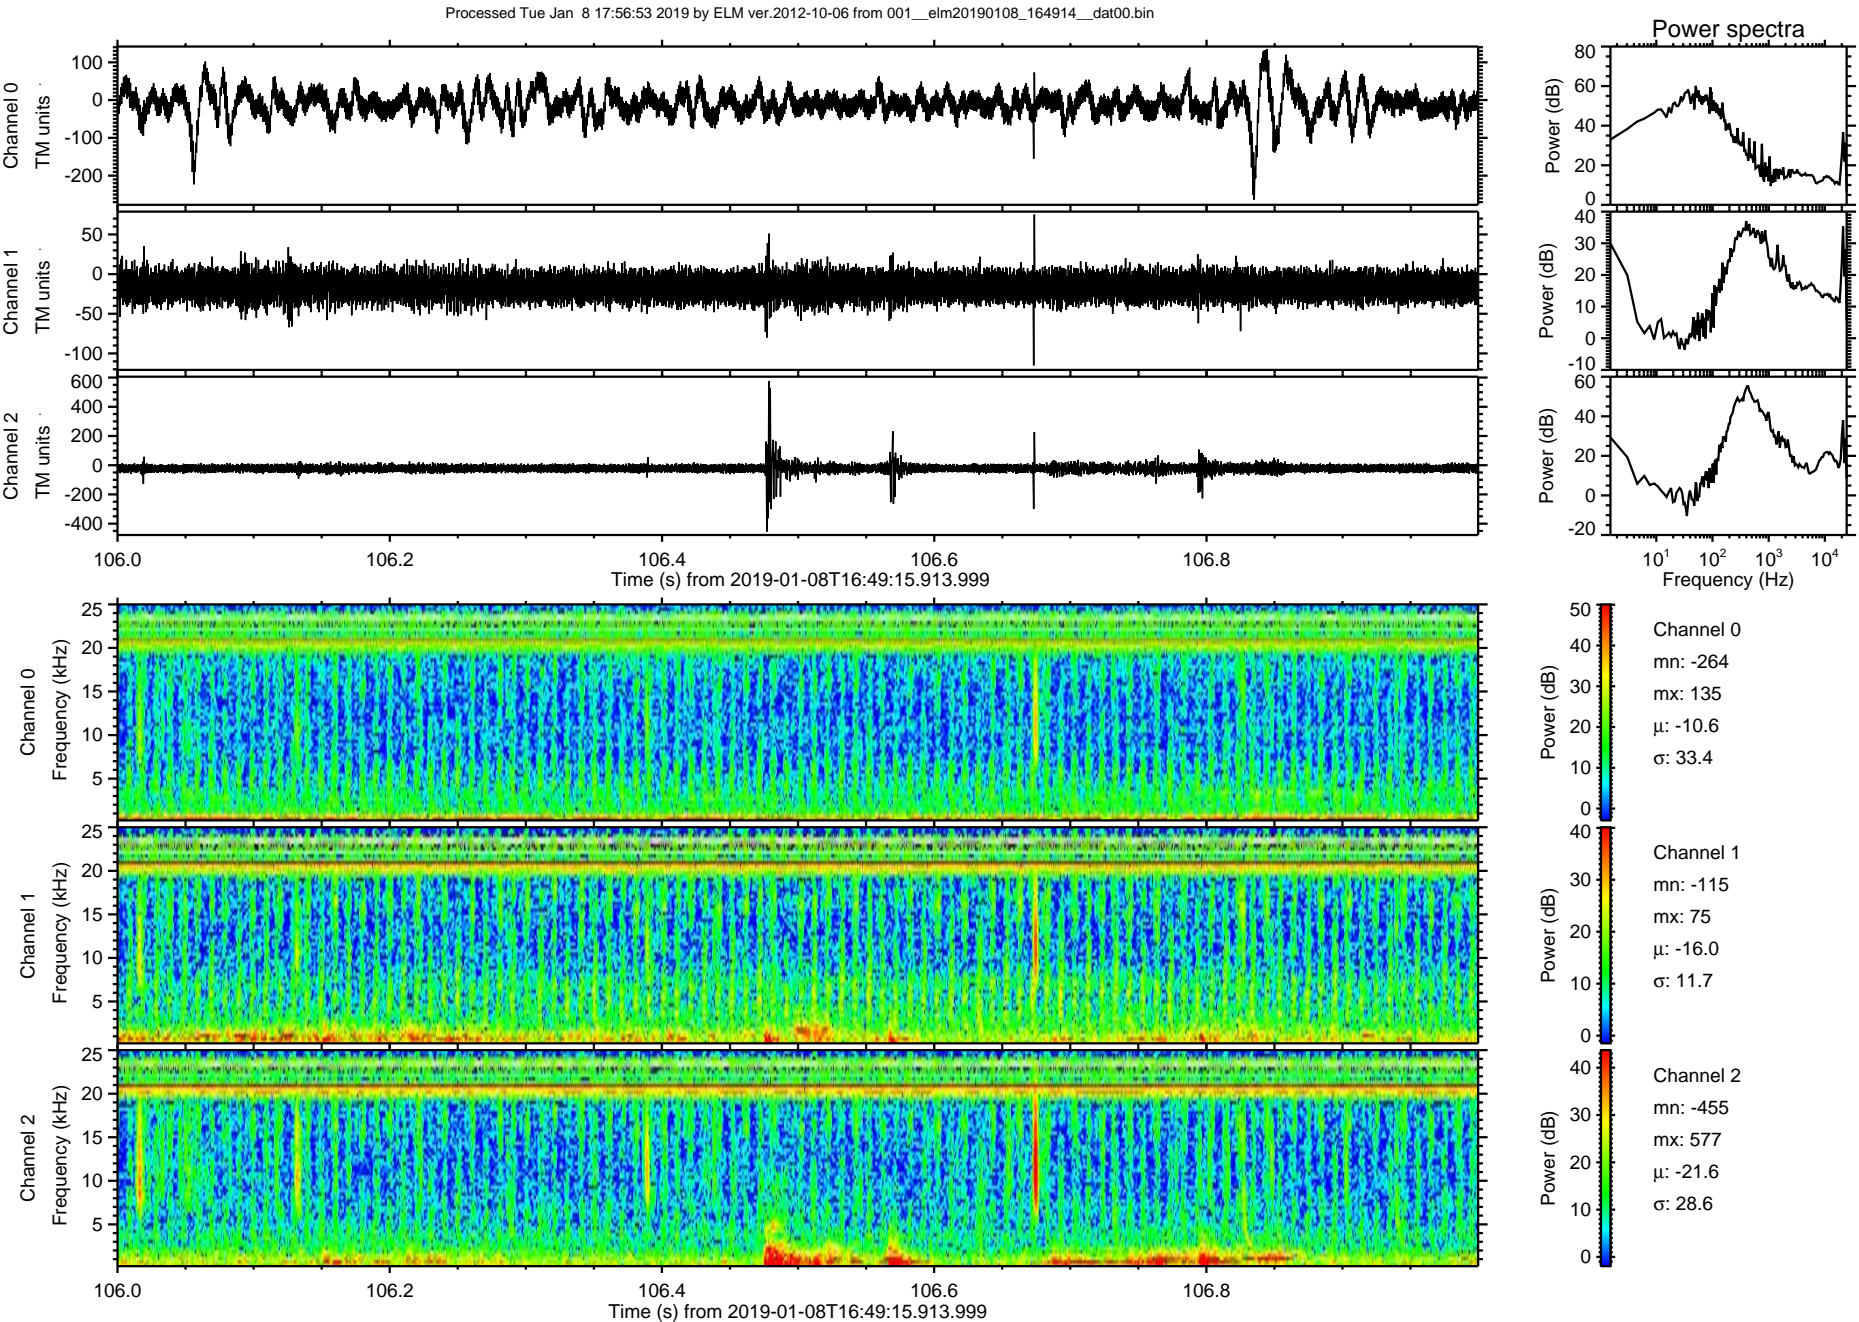 Processed Tue Jan  8 17:56:53 2019 by ELM ver.2012-10-06 from 001__elm20190108_164914__dat00.bin
Power spectra
Channel 0
TM units
100
0
-100
-200
Power (dB)
80
60
40
20
0
Channel 1
TM units
50
0
-50
-100
Power (dB)
40
30
20
10
0
-10
Channel 2
TM units
600
400
200
0
-200
-400
Power (dB)
60
40
20
0
-20
106.0 106.2 106.4 106.6 106.8
Time (s) from 2019-01-08T16:49:15.913.999
10¹ 10² 10³ 10⁴
Frequency (Hz)
Channel 0
Frequency (kHz)
25
20
15
10
5
Power (dB)
50
40
30
20
10
0
Channel 0
mn: -264
mx: 135
μ: -10.6
σ: 33.4
Channel 1
Frequency (kHz)
25
20
15
10
5
Power (dB)
40
30
20
10
0
Channel 1
mn: -115
mx: 75
μ: -16.0
σ: 11.7
Channel 2
Frequency (kHz)
25
20
15
10
5
Power (dB)
40
30
20
10
0
Channel 2
mn: -455
mx: 577
μ: -21.6
σ: 28.6
106.0 106.2 106.4 106.6 106.8
Time (s) from 2019-01-08T16:49:15.913.999